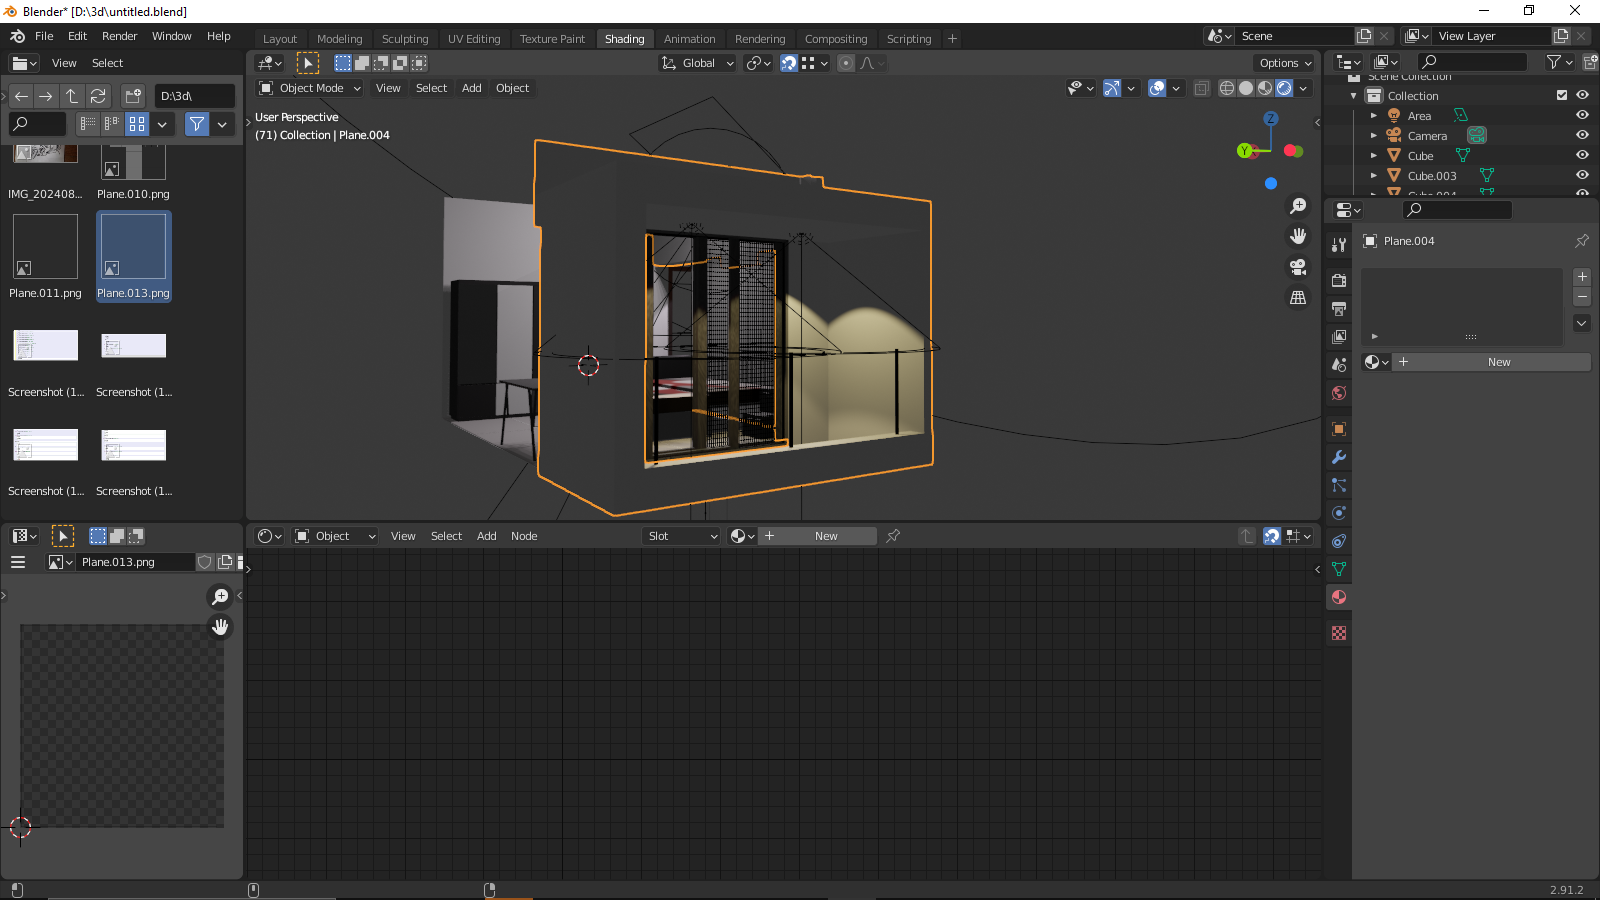 Blender* [D:\3d\untitled.blend]
File Edit Render Window Help
Layout Modeling Sculpting UV Editing Texture Paint Shading Animation Rendering Compositing Scripting +
Scene
View Layer
View Select
Global
Options
D:\3d\
Object Mode View Select Add Object
User Perspective
(71) Collection | Plane.004
Z
Y
Scene Collection
Collection
Area
Camera
Cube
Cube.003
Cube.004
IMG_202408...
Plane.010.png
Plane.011.png
Plane.013.png
Screenshot (1...
Screenshot (1...
Screenshot (1...
Screenshot (1...
Plane.004
New
Object View Select Add Node
Slot
New
Plane.013.png
2.91.2